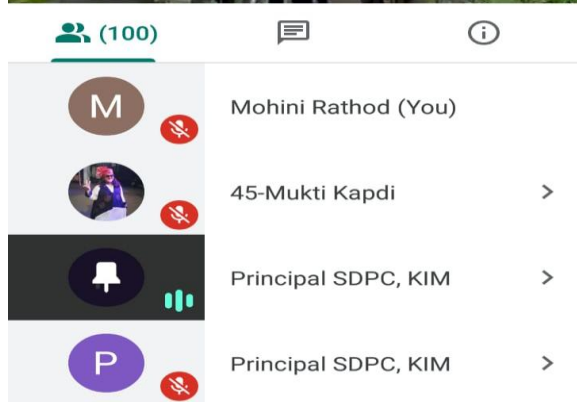 (100)
M
Mohini Rathod (You)
45-Mukti Kapdi
Principal SDPC, KIM
P
Principal SDPC, KIM